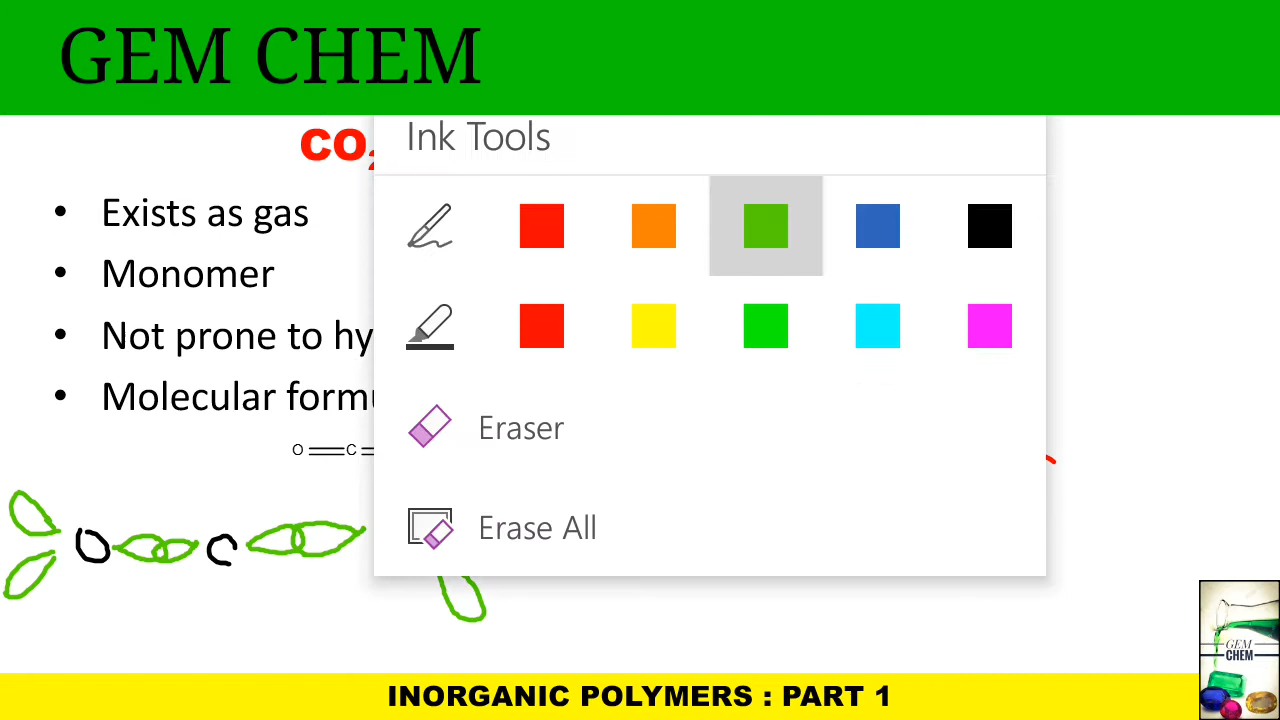 GEM CHEM
CO₂
Ink Tools
• Exists as gas
• Monomer
• Not prone to hy
• Molecular formu
Eraser
O C
Erase All
O C
GEM
CHEM
INORGANIC POLYMERS : PART 1